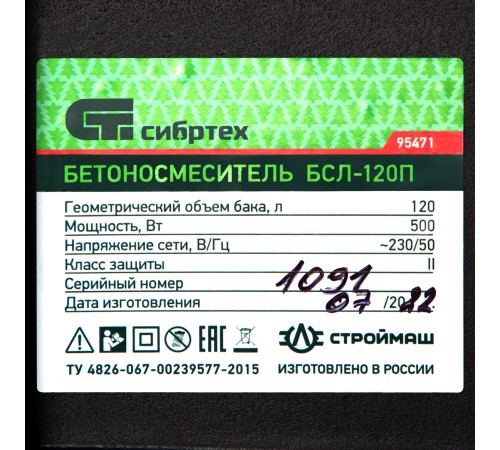 СТ сибртех
95471
БЕТОНОСМЕСИТЕЛЬ БСЛ-120П
Геометрический объем бака, л 120
Мощность, Вт 500
Напряжение сети, В/Гц ~230/50
Класс защиты II
Серийный номер 1091
Дата изготовления 07 /2022
EAC СТРОЙМАШ
ТУ 4826-067-00239577-2015 ИЗГОТОВЛЕНО В РОССИИ